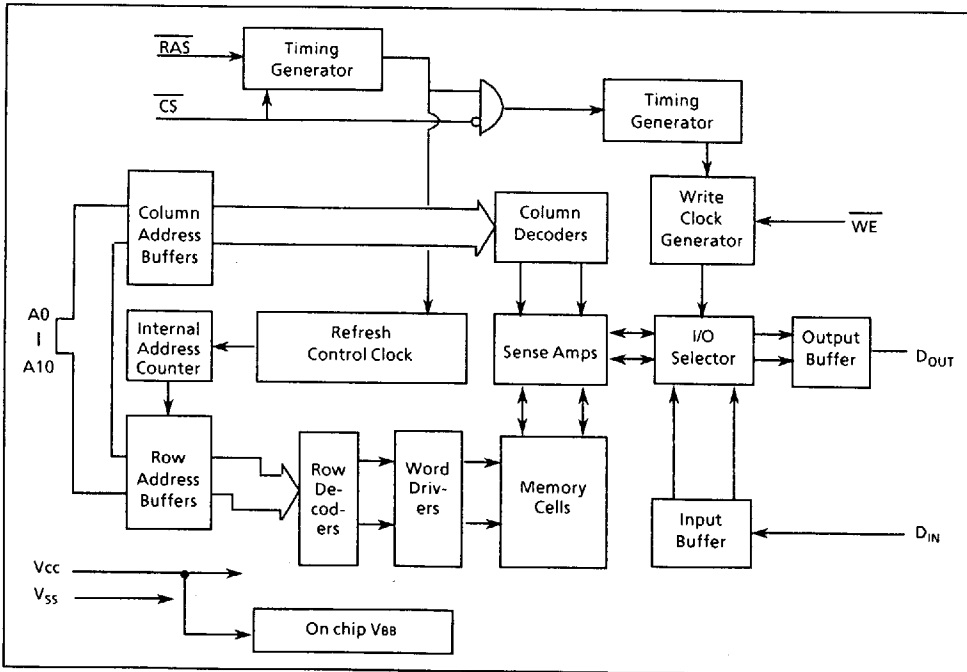 RAS
Timing
Generator
CS
Timing
Generator
Column
Address
Buffers
Column
Decoders
Write
Clock
Generator
WE
A0
A10
Internal
Address
Counter
Refresh
Control Clock
Sense Amps
I/O
Selector
Output
Buffer
DOUT
Row
Address
Buffers
Row
De-
cod-
ers
Word
Driv-
ers
Memory
Cells
Input
Buffer
DIN
Vcc
VSS
On chip VBB